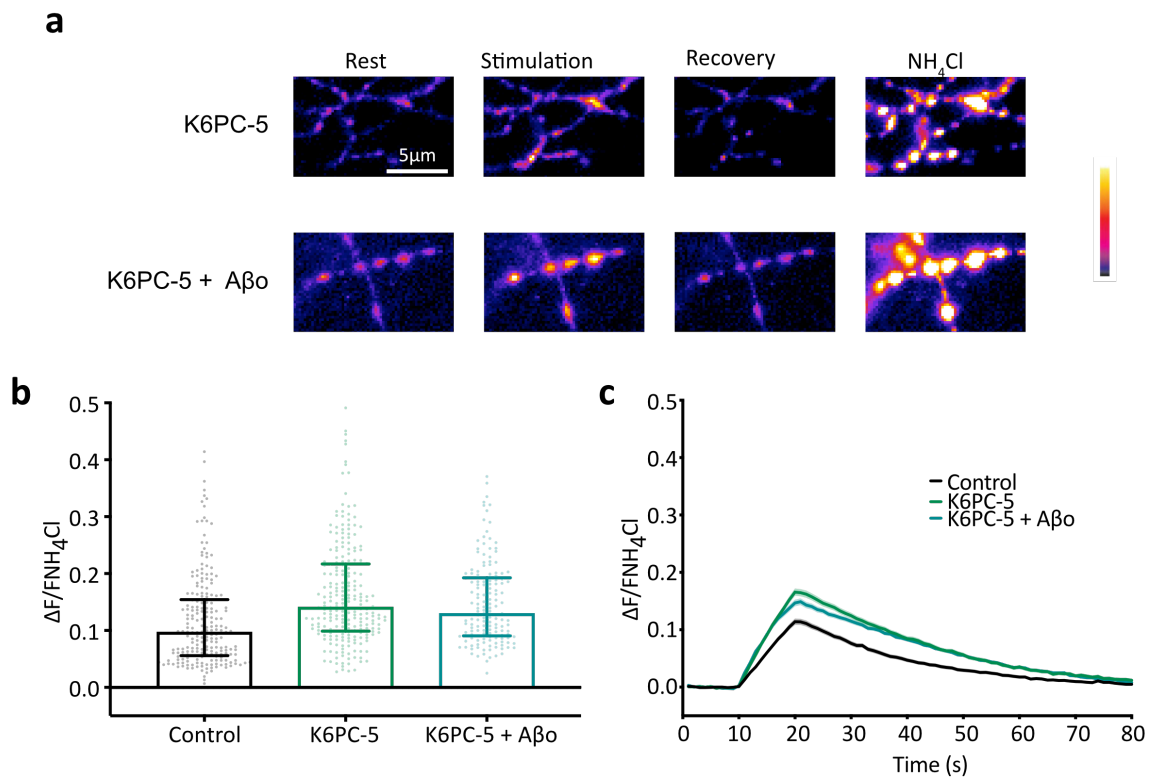 a
Rest Stimulation Recovery NH4Cl
K6PC-5
5µm
K6PC-5 + Aβo
b
ΔF/FNH4Cl
0.5
0.4
0.3
0.2
0.1
0.0
Control K6PC-5 K6PC-5 + Aβo
c
ΔF/FNH4Cl
0.5
0.4
0.3
0.2
0.1
0.0
Control
K6PC-5
K6PC-5 + Aβo
0 10 20 30 40 50 60 70 80
Time (s)